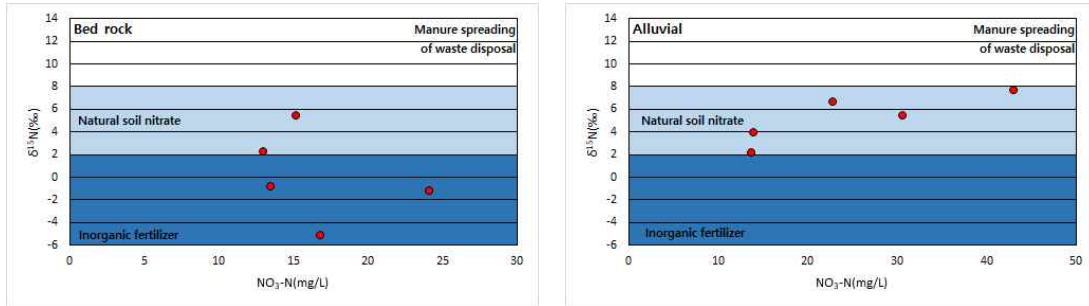 14
12
10
8
6
4
2
0
-2
-4
-6
δ¹⁵N(‰)
Bed rock
Manure spreading
of waste disposal
Natural soil nitrate
Inorganic fertilizer
0 5 10 15 20 25 30
NO₃-N(mg/L)
14
12
10
8
6
4
2
0
-2
-4
-6
δ¹⁵N(‰)
Alluvial
Manure spreading
of waste disposal
Natural soil nitrate
Inorganic fertilizer
0 10 20 30 40 50
NO₃-N(mg/L)